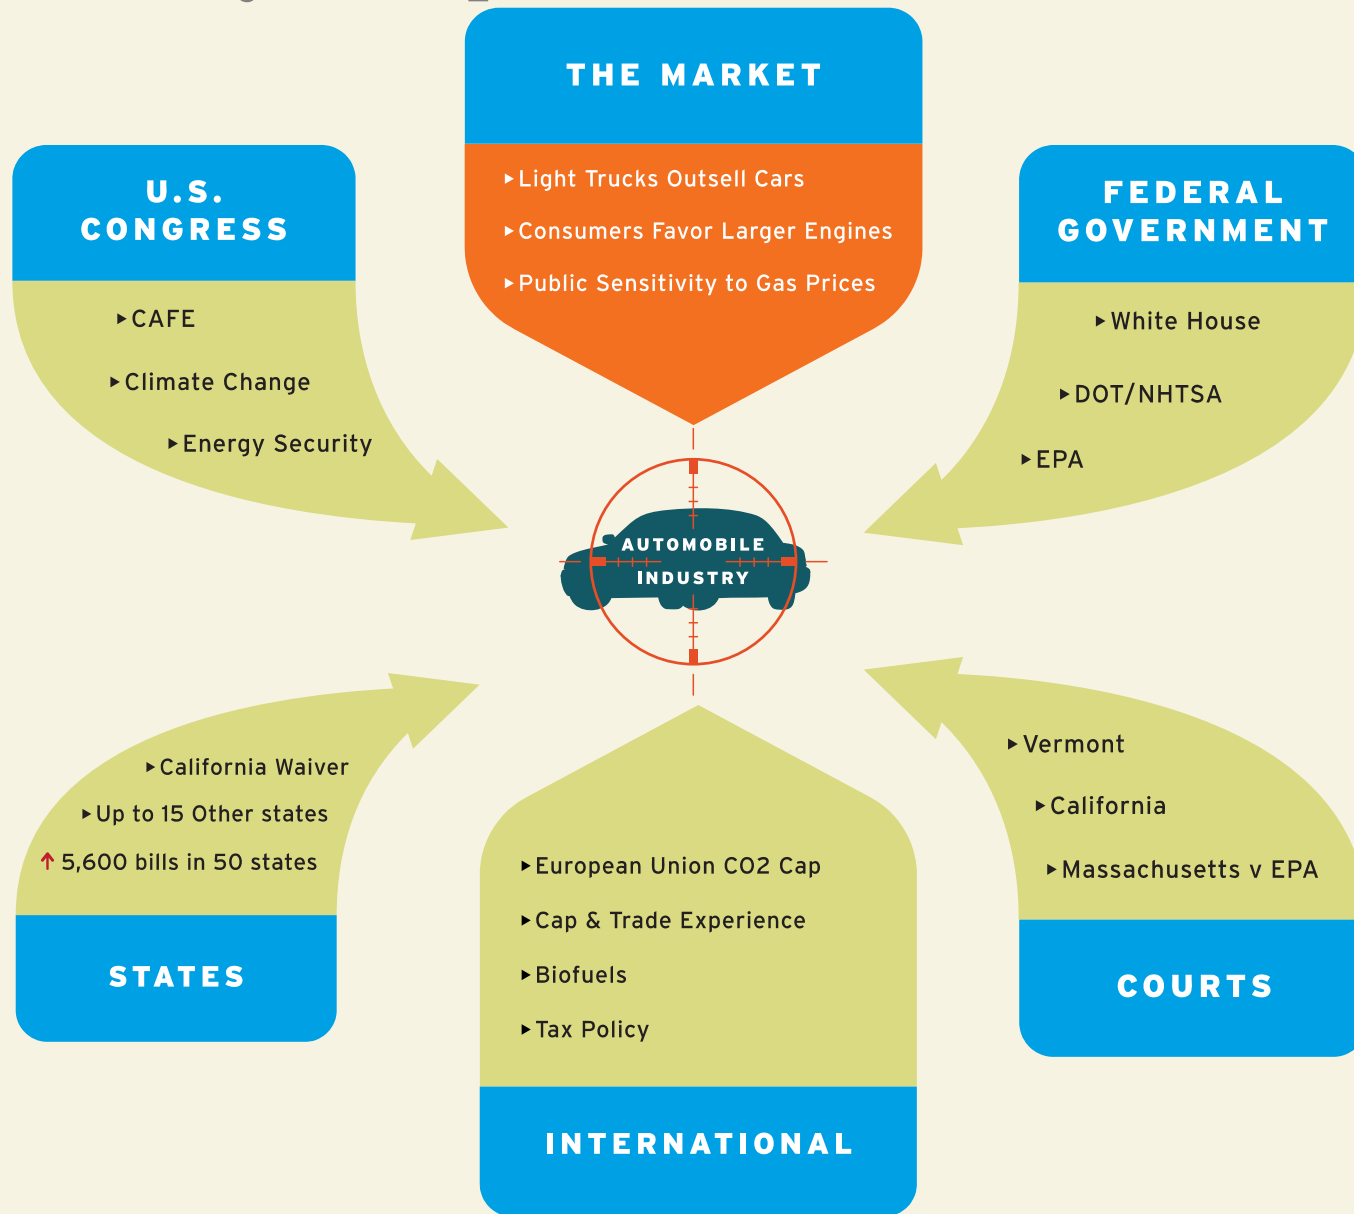 THE MARKET
▸Light Trucks Outsell Cars
▸Consumers Favor Larger Engines
▸Public Sensitivity to Gas Prices
U.S.
CONGRESS
▸CAFE
▸Climate Change
▸Energy Security
FEDERAL
GOVERNMENT
▸White House
▸DOT/NHTSA
▸EPA
AUTOMOBILE
INDUSTRY
▸California Waiver
▸Up to 15 Other states
↑ 5,600 bills in 50 states
STATES
▸European Union CO2 Cap
▸Cap & Trade Experience
▸Biofuels
▸Tax Policy
INTERNATIONAL
▸Vermont
▸California
▸Massachusetts v EPA
COURTS